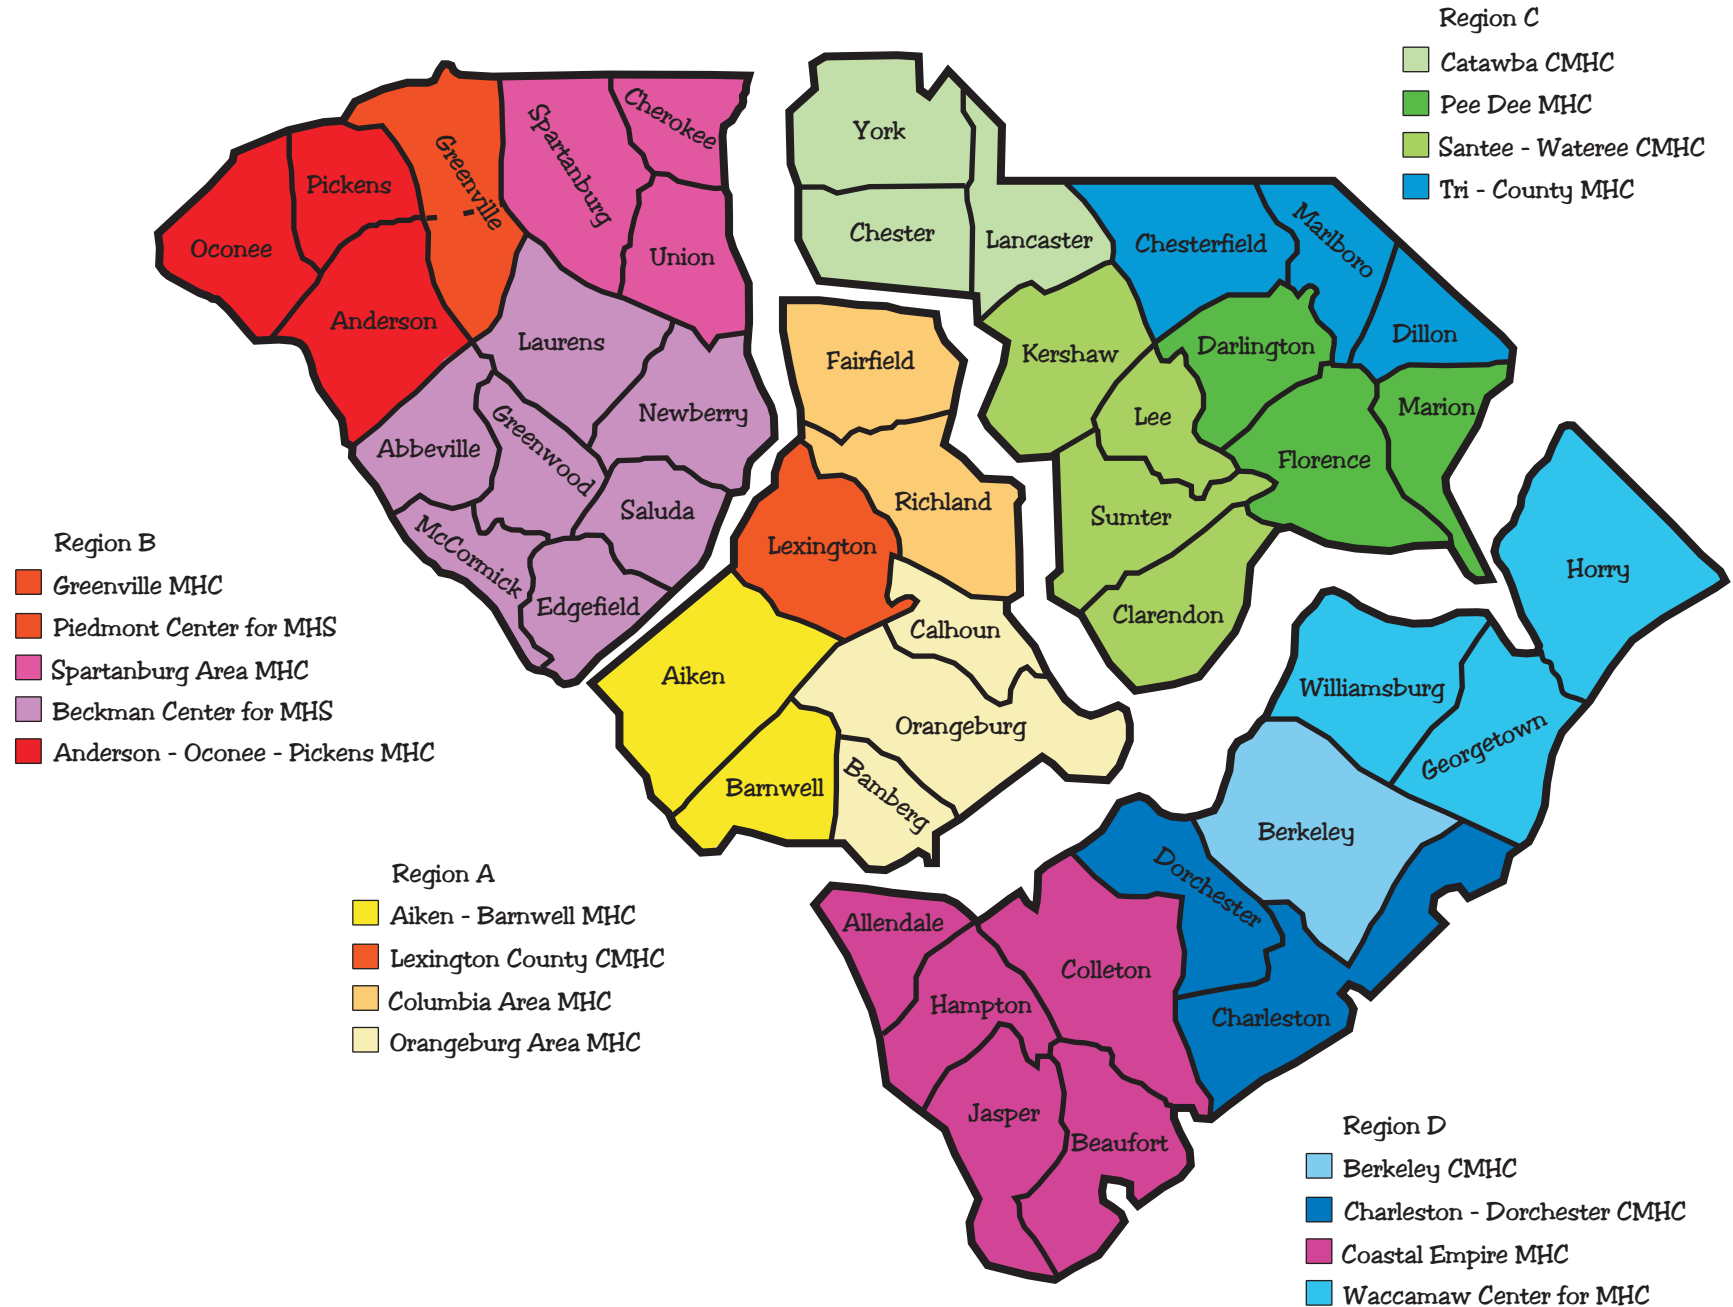 Region C
Catawba CMHC
Pee Dee MHC
Santee - Wateree CMHC
Tri - County MHC
York
Chester
Lancaster
Chesterfield
Marlboro
Dillon
Kershaw
Darlington
Lee
Marion
Florence
Sumter
Clarendon
Greenville
Spartanburg
Cherokee
Pickens
Oconee
Union
Anderson
Laurens
Newberry
Abbeville
Greenwood
Saluda
McCormick
Edgefield
Region B
Greenville MHC
Piedmont Center for MHS
Spartanburg Area MHC
Beckman Center for MHS
Anderson - Oconee - Pickens MHC
Fairfield
Richland
Lexington
Calhoun
Aiken
Orangeburg
Barnwell
Bamberg
Region A
Aiken - Barnwell MHC
Lexington County CMHC
Columbia Area MHC
Orangeburg Area MHC
Horry
Williamsburg
Georgetown
Berkeley
Dorchester
Charleston
Allendale
Colleton
Hampton
Jasper
Beaufort
Region D
Berkeley CMHC
Charleston - Dorchester CMHC
Coastal Empire MHC
Waccamaw Center for MHC